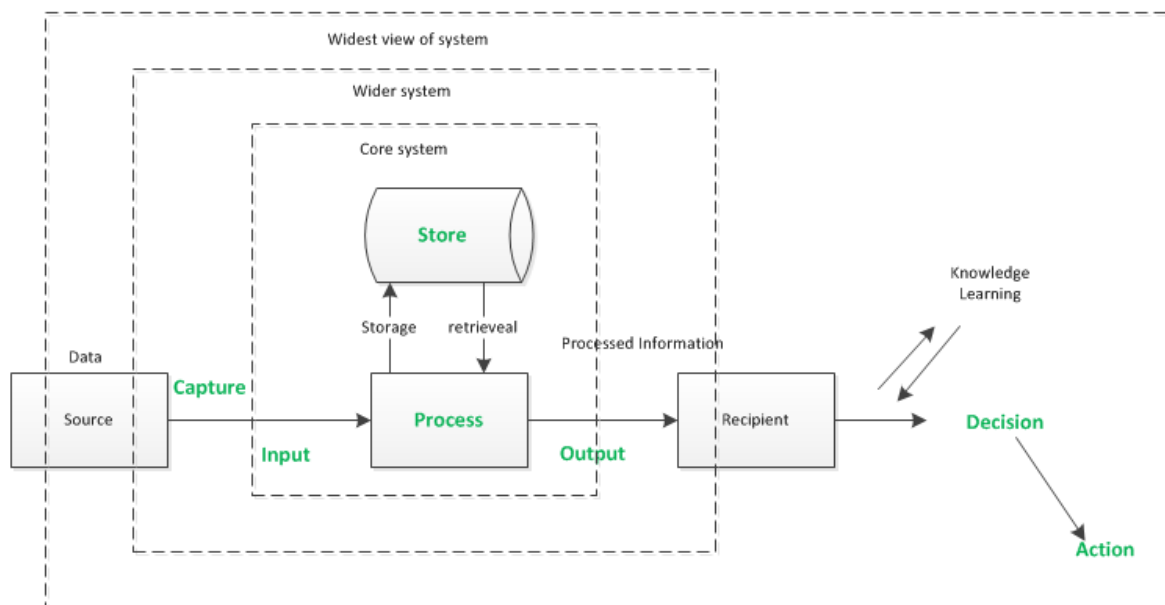 Widest view of system
Wider system
Core system
Store
Knowledge
Learning
Storage
retrieveal
Processed Information
Data
Capture
Source
Process
Recipient
Decision
Input
Output
Action